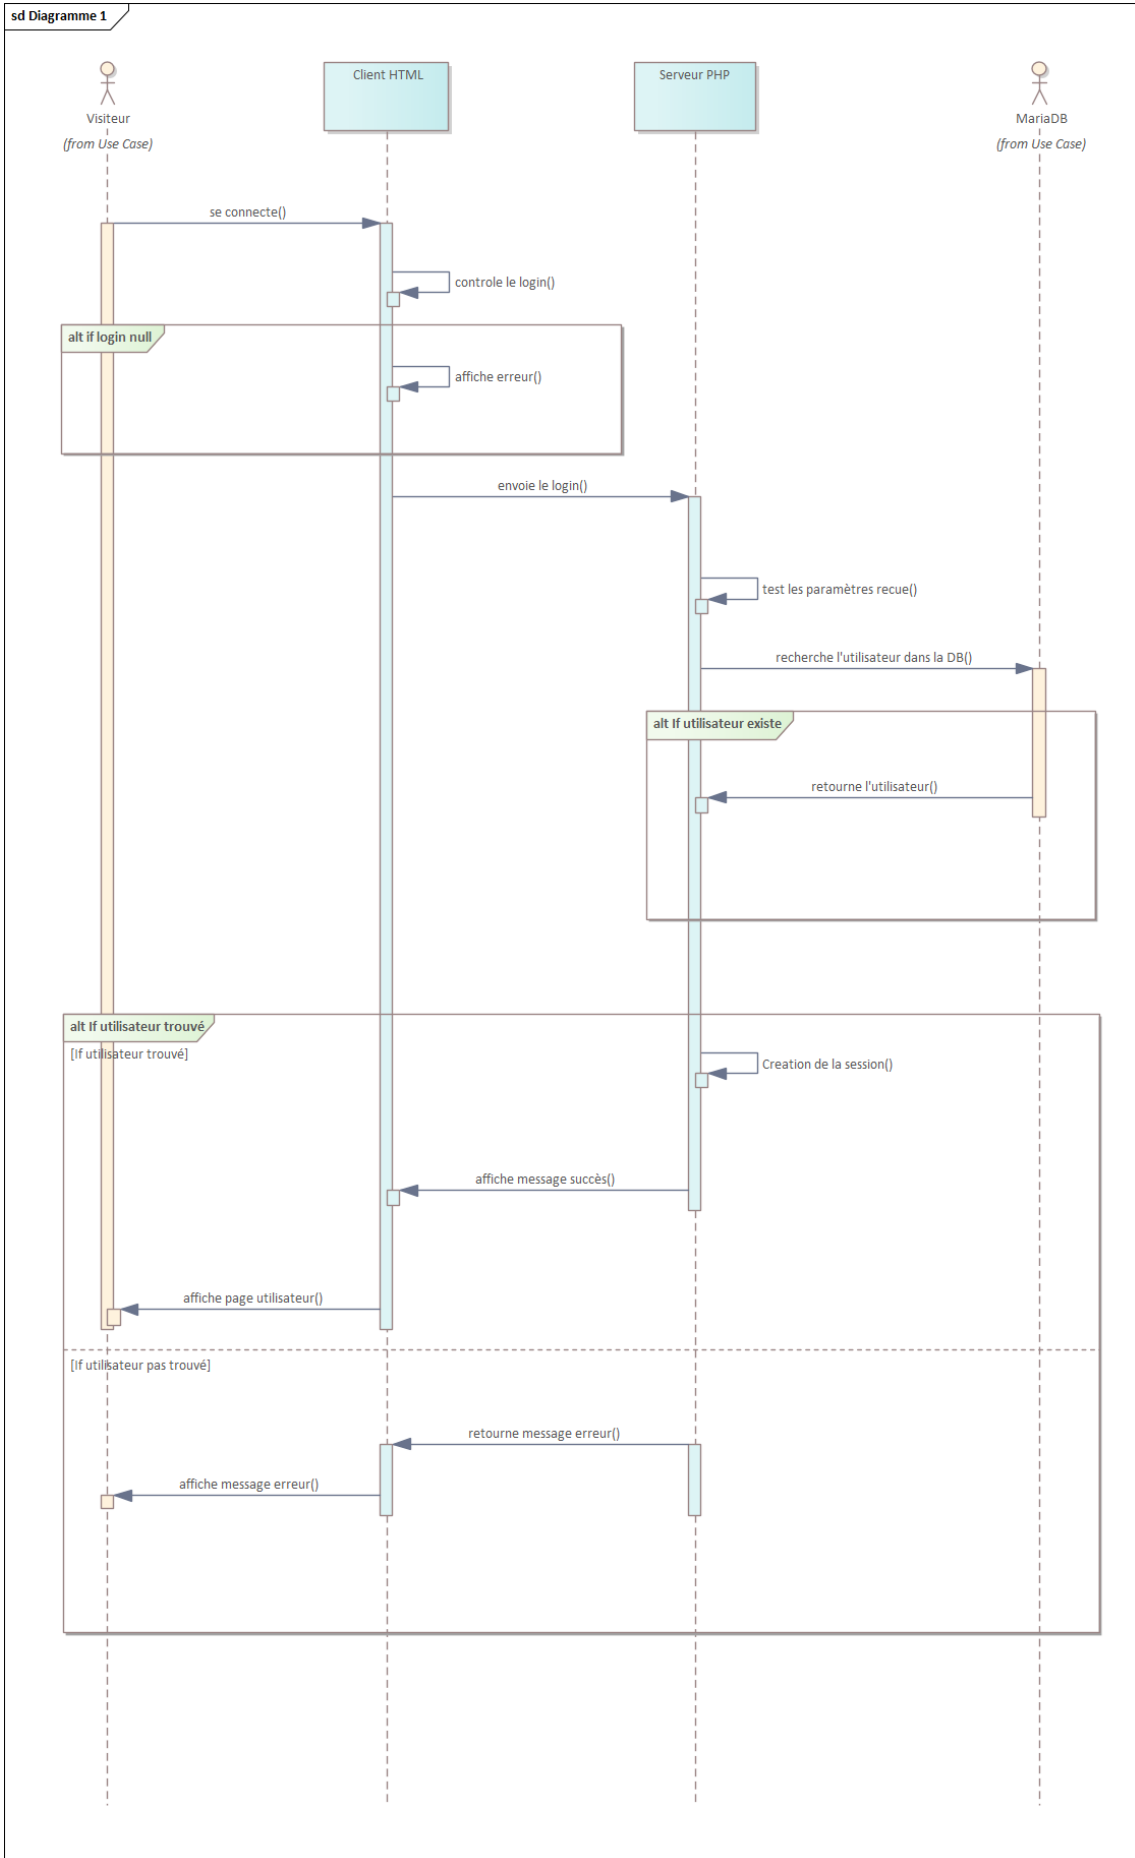 sd Diagramme 1
Client HTML
Serveur PHP
Visiteur
(from Use Case)
MariaDB
(from Use Case)
se connecte()
controle le login()
alt if login null
affiche erreur()
envoie le login()
test les paramètres recue()
recherche l'utilisateur dans la DB()
alt If utilisateur existe
retourne l'utilisateur()
alt If utilisateur trouvé
[If utilisateur trouvé]
Creation de la session()
affiche message succès()
affiche page utilisateur()
[If utilisateur pas trouvé]
retourne message erreur()
affiche message erreur()